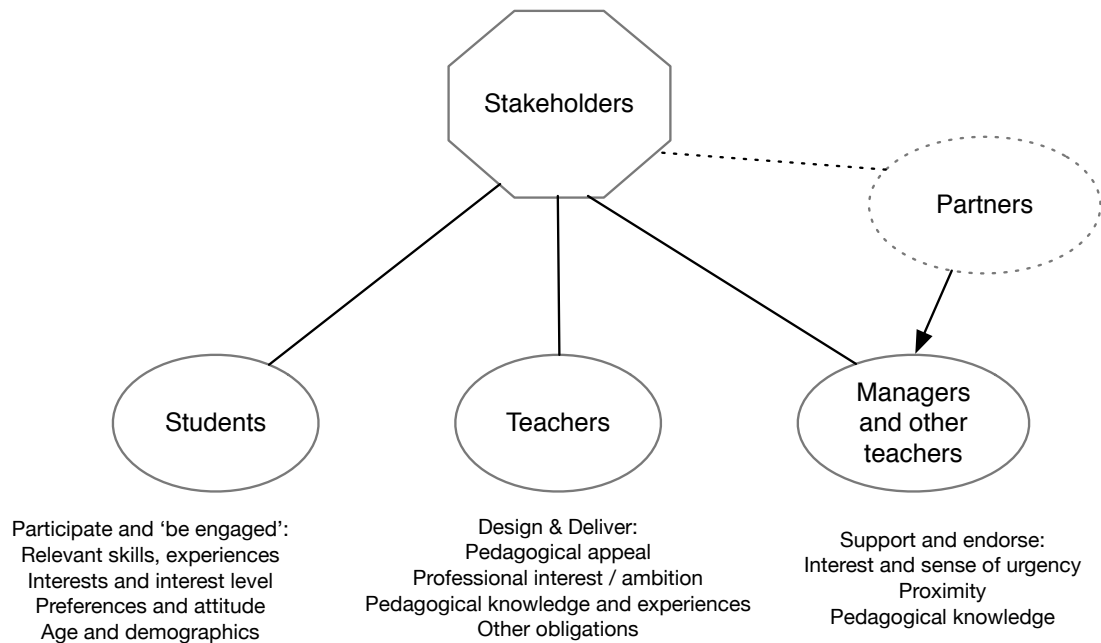 Stakeholders
Partners
Students
Teachers
Managers
and other
teachers
Participate and ‘be engaged’:
Relevant skills, experiences
Interests and interest level
Preferences and attitude
Age and demographics
Design & Deliver:
Pedagogical appeal
Professional interest / ambition
Pedagogical knowledge and experiences
Other obligations
Support and endorse:
Interest and sense of urgency
Proximity
Pedagogical knowledge